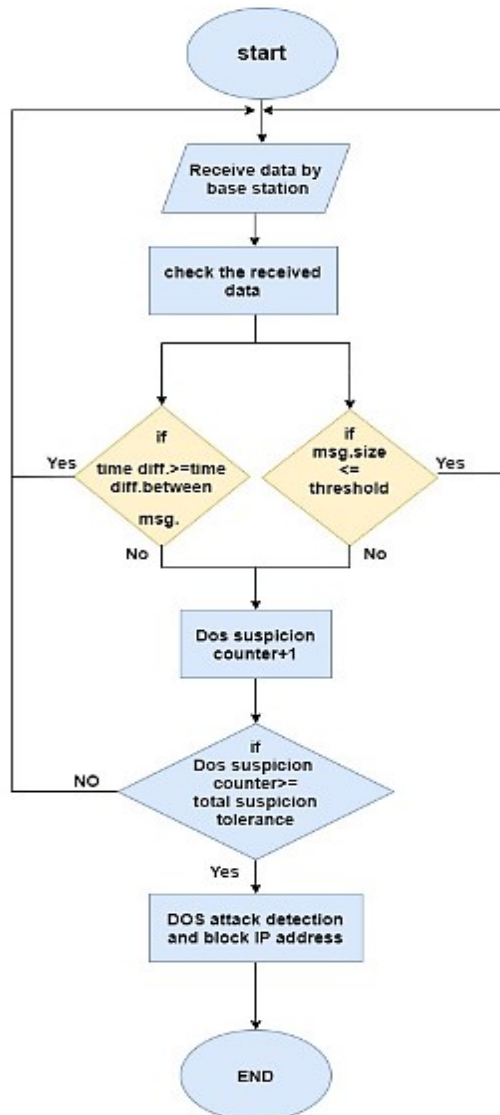 start
Receive data by
base station
check the received
data
if
time diff.>=time
diff.between
msg.
Yes
if
msg.size
<=
threshold
Yes
No
No
Dos suspicion
counter+1
if
Dos suspicion
counter>=
total suspicion
tolerance
NO
Yes
DOS attack detection
and block IP address
END